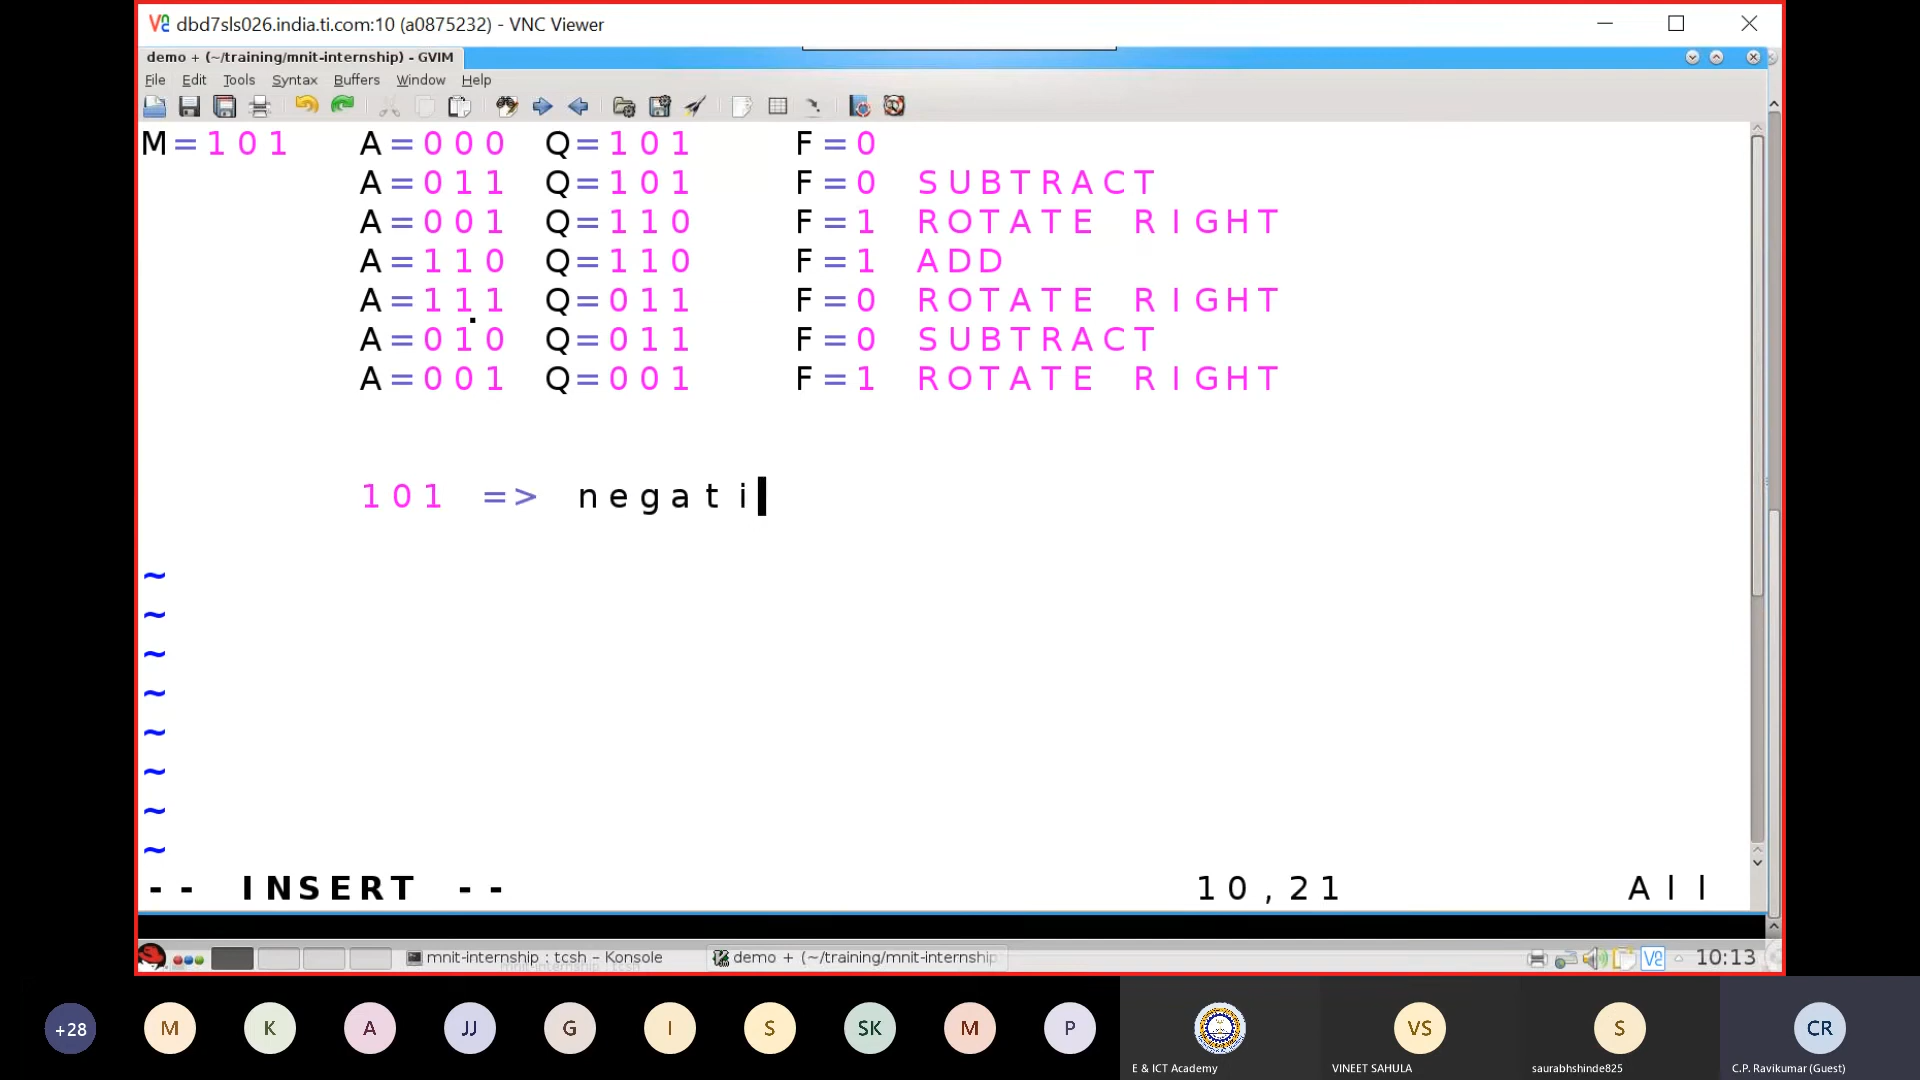 V2 dbd7sls026.india.ti.com:10 (a0875232) - VNC Viewer
demo + (~/training/mnit-internship) - GVIM
File Edit Tools Syntax Buffers Window Help
M=101 A=000 Q=101 F=0
A=011 Q=101 F=0 SUBTRACT
A=001 Q=110 F=1 ROTATE RIGHT
A=110 Q=110 F=1 ADD
A=111 Q=011 F=0 ROTATE RIGHT
A=010 Q=011 F=0 SUBTRACT
A=001 Q=001 F=1 ROTATE RIGHT
101 => negati
~
~
~
~
~
~
~
~
-- INSERT -- 10,21 All
mnit-internship : tcsh – Konsole demo + (~/training/mnit-internship V2 10:13
+28 M K A JJ G I S SK M P VS S CR
E & ICT Academy VINEET SAHULA saurabhshinde825 C.P. Ravikumar (Guest)